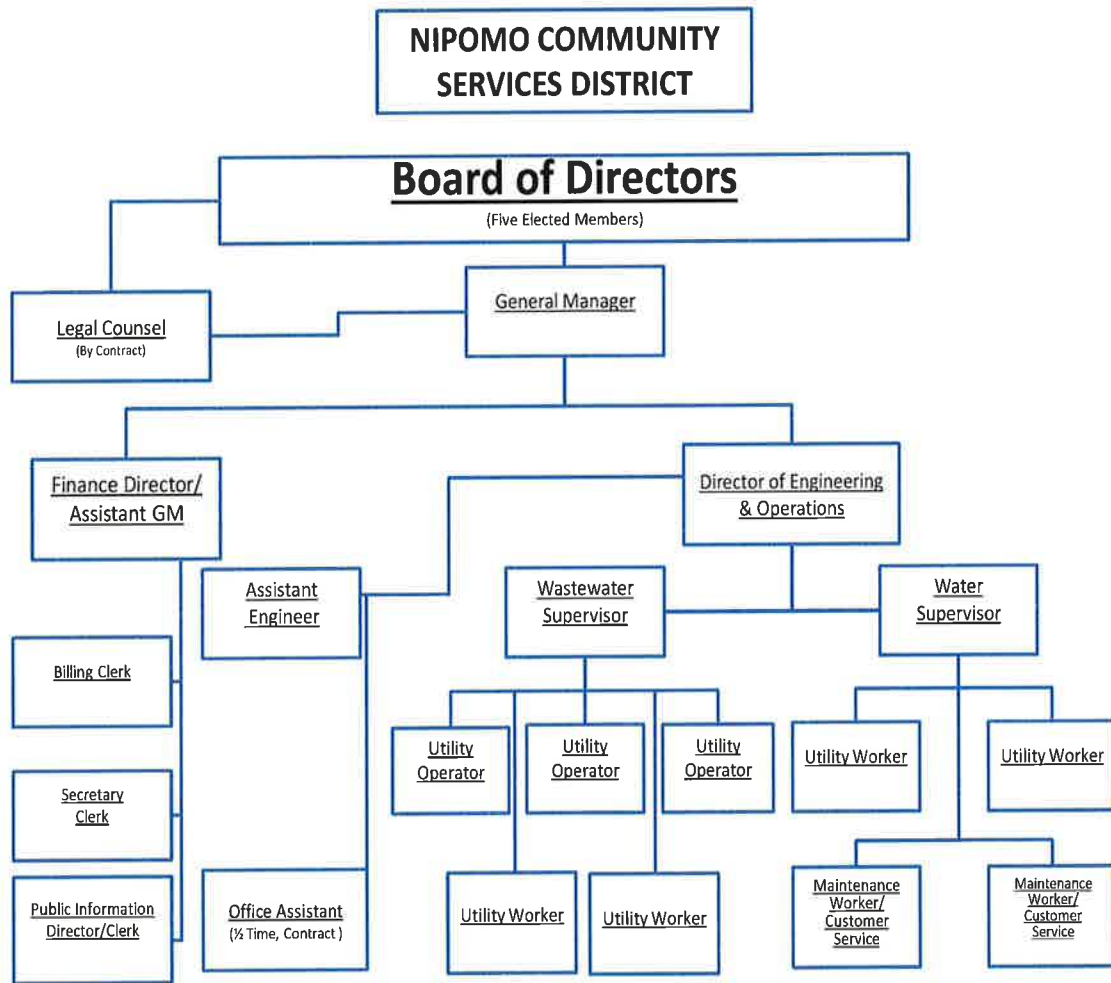 NIPOMO COMMUNITY
SERVICES DISTRICT
Board of Directors
(Five Elected Members)
General Manager
Legal Counsel
(By Contract)
Finance Director/
Assistant GM
Director of Engineering
& Operations
Assistant
Engineer
Wastewater
Supervisor
Water
Supervisor
Billing Clerk
Utility
Operator
Utility
Operator
Utility
Operator
Utility Worker
Utility Worker
Secretary
Clerk
Public Information
Director/Clerk
Office Assistant
(½ Time, Contract )
Utility Worker
Utility Worker
Maintenance
Worker/
Customer
Service
Maintenance
Worker/
Customer
Service